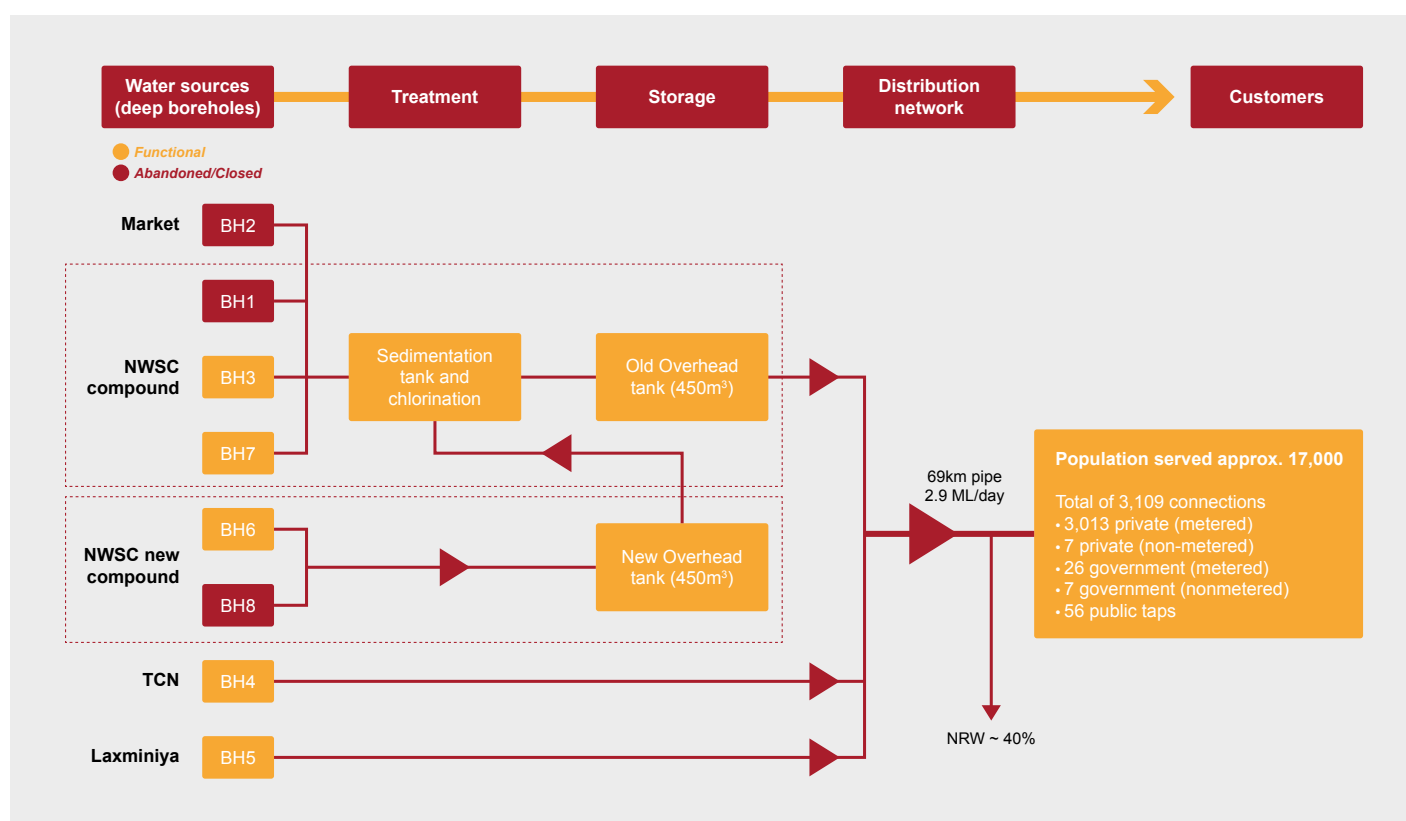 Water sources
(deep boreholes)
Treatment
Storage
Distribution
network
Customers
Functional
Abandoned/Closed
Market
BH2
BH1
NWSC
compound
BH3
BH7
Sedimentation
tank and
chlorination
Old Overhead
tank (450m³)
NWSC new
compound
BH6
BH8
New Overhead
tank (450m³)
TCN
BH4
Laxminiya
BH5
69km pipe
2.9 ML/day
NRW ~ 40%
Population served approx. 17,000
Total of 3,109 connections
• 3,013 private (metered)
• 7 private (non-metered)
• 26 government (metered)
• 7 government (nonmetered)
• 56 public taps